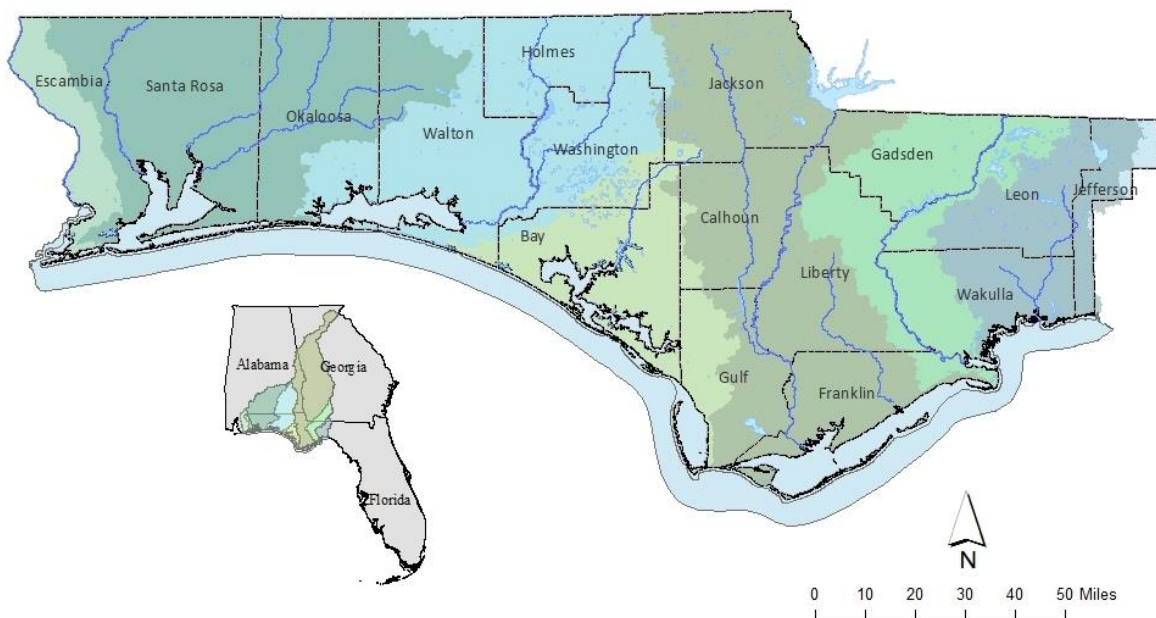 Escambia
Santa Rosa
Okaloosa
Walton
Holmes
Washington
Jackson
Bay
Calhoun
Gulf
Liberty
Franklin
Gadsden
Leon
Jefferson
Wakulla
Alabama
Georgia
Florida
N
0 10 20 30 40 50 Miles